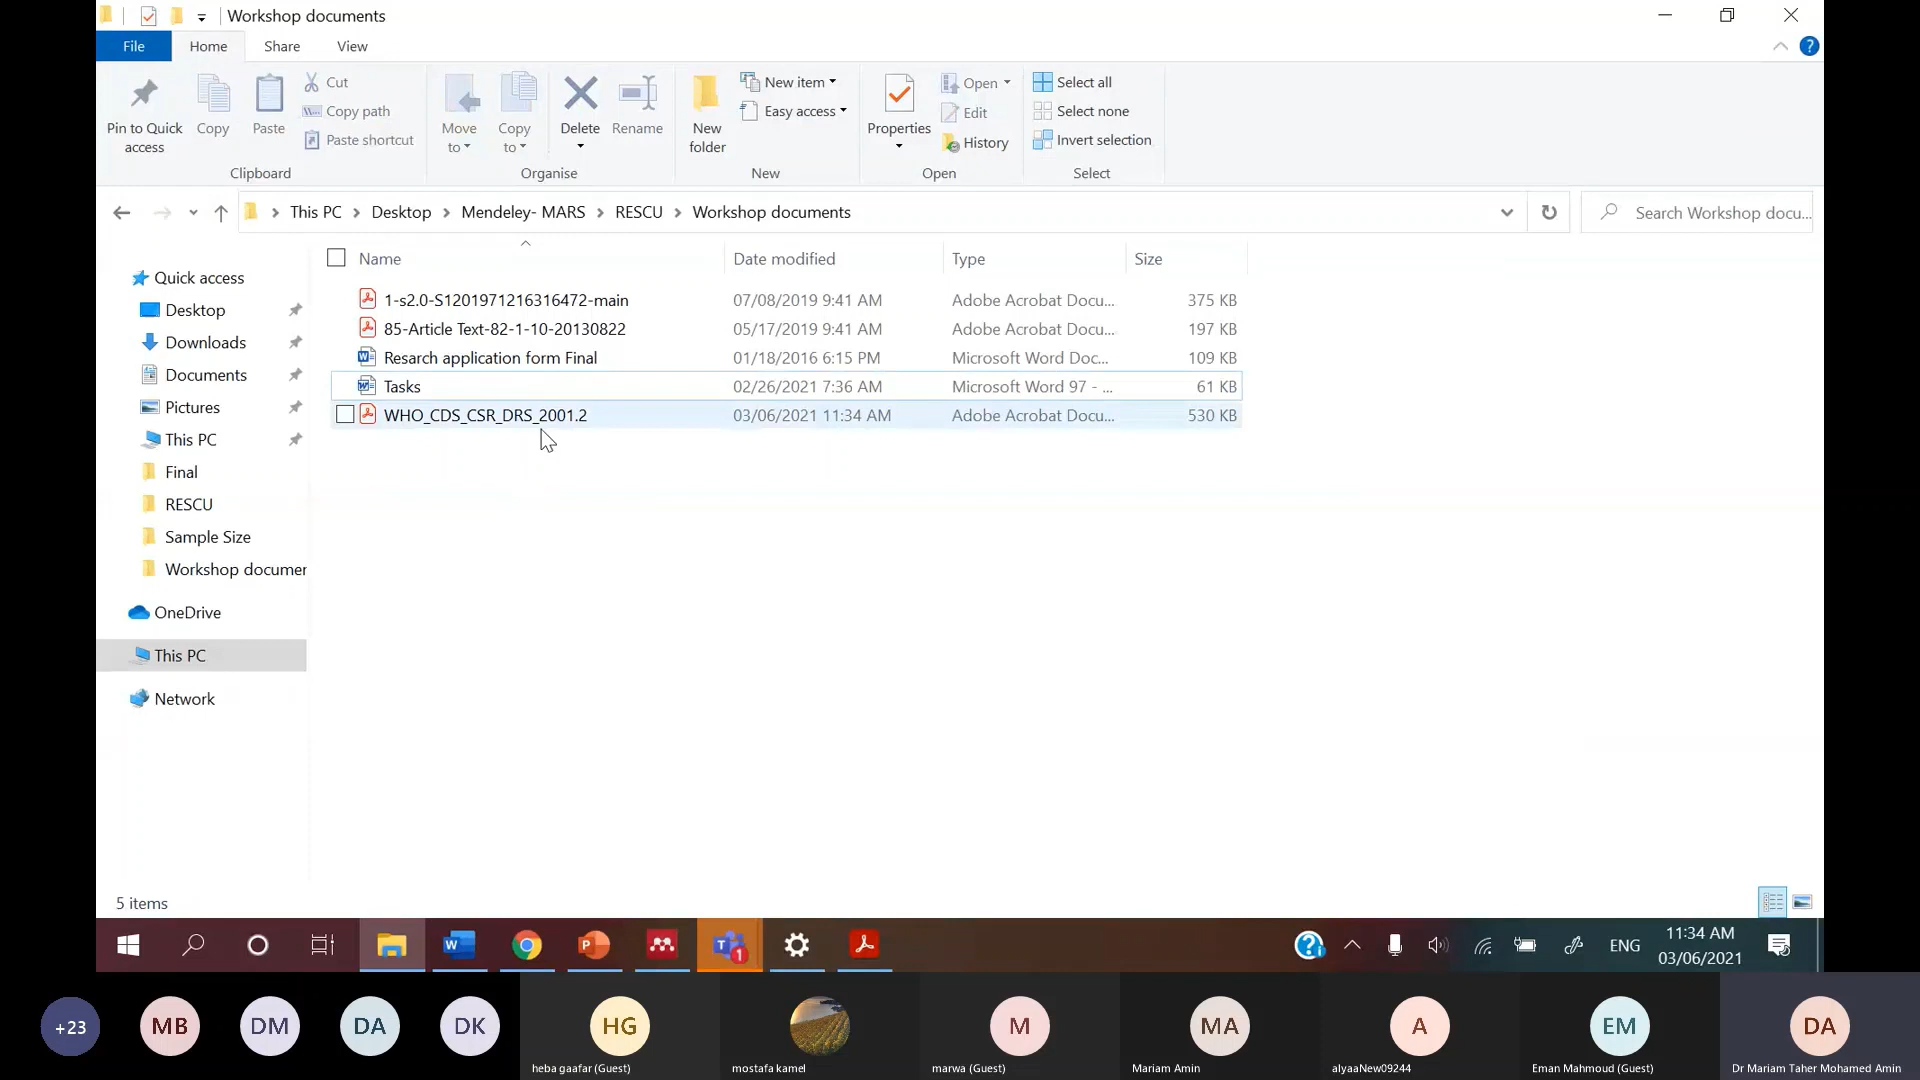 Workshop documents
File
Home
Share
View
Pin to Quick access
Copy
Paste
Cut
Copy path
Paste shortcut
Clipboard
Move to
Copy to
Delete
Rename
Organise
New folder
New item
Easy access
New
Properties
Open
Edit
History
Open
Select all
Select none
Invert selection
Select
This PC > Desktop > Mendeley- MARS > RESCU > Workshop documents
Search Workshop docu...
Name Date modified Type Size
1-s2.0-S1201971216316472-main 07/08/2019 9:41 AM Adobe Acrobat Docu... 375 KB
85-Article Text-82-1-10-20130822 05/17/2019 9:41 AM Adobe Acrobat Docu... 197 KB
Resarch application form Final 01/18/2016 6:15 PM Microsoft Word Doc... 109 KB
Tasks 02/26/2021 7:36 AM Microsoft Word 97 - ... 61 KB
WHO_CDS_CSR_DRS_2001.2 03/06/2021 11:34 AM Adobe Acrobat Docu... 530 KB
Quick access
Desktop
Downloads
Documents
Pictures
This PC
Final
RESCU
Sample Size
Workshop documer
OneDrive
This PC
Network
5 items
ENG
11:34 AM
03/06/2021
+23
MB
DM
DA
DK
HG
heba gaafar (Guest)
mostafa kamel
M
marwa (Guest)
MA
Mariam Amin
A
alyaaNew09244
EM
Eman Mahmoud (Guest)
DA
Dr Mariam Taher Mohamed Amin